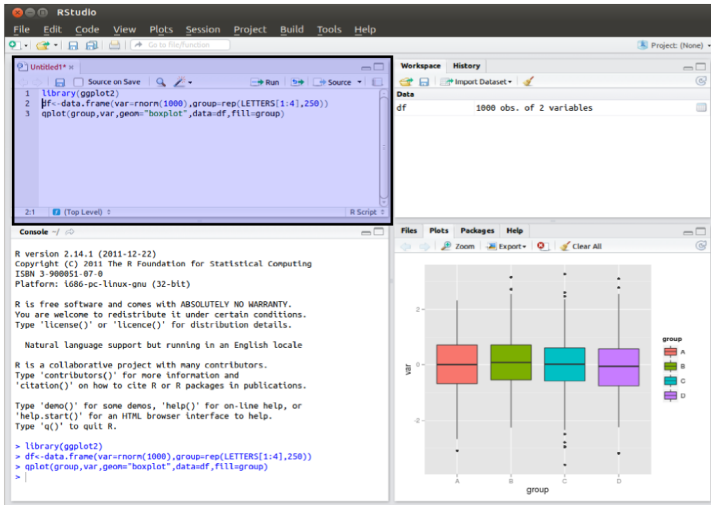 RStudio
File Edit Code View Plots Session Project Build Tools Help
Go to file/function
Project: (None)
Untitled1*
Source on Save
Run
Source
1 library(ggplot2)
2 df<-data.frame(var=rnorm(1000),group=rep(LETTERS[1:4],250))
3 qplot(group,var,geom="boxplot",data=df,fill=group)
2:1 (Top Level) R Script
Workspace History
Import Dataset
Data
df 1000 obs. of 2 variables
Console ~/
R version 2.14.1 (2011-12-22)
Copyright (C) 2011 The R Foundation for Statistical Computing
ISBN 3-900051-07-0
Platform: i686-pc-linux-gnu (32-bit)
R is free software and comes with ABSOLUTELY NO WARRANTY.
You are welcome to redistribute it under certain conditions.
Type 'license()' or 'licence()' for distribution details.
Natural language support but running in an English locale
R is a collaborative project with many contributors.
Type 'contributors()' for more information and
'citation()' on how to cite R or R packages in publications.
Type 'demo()' for some demos, 'help()' for on-line help, or
'help.start()' for an HTML browser interface to help.
Type 'q()' to quit R.
> library(ggplot2)
> df<-data.frame(var=rnorm(1000),group=rep(LETTERS[1:4],250))
> qplot(group,var,geom="boxplot",data=df,fill=group)
>
Files Plots Packages Help
Zoom Export Clear All
2
0
-2
var
A B C D
group
group
A
B
C
D